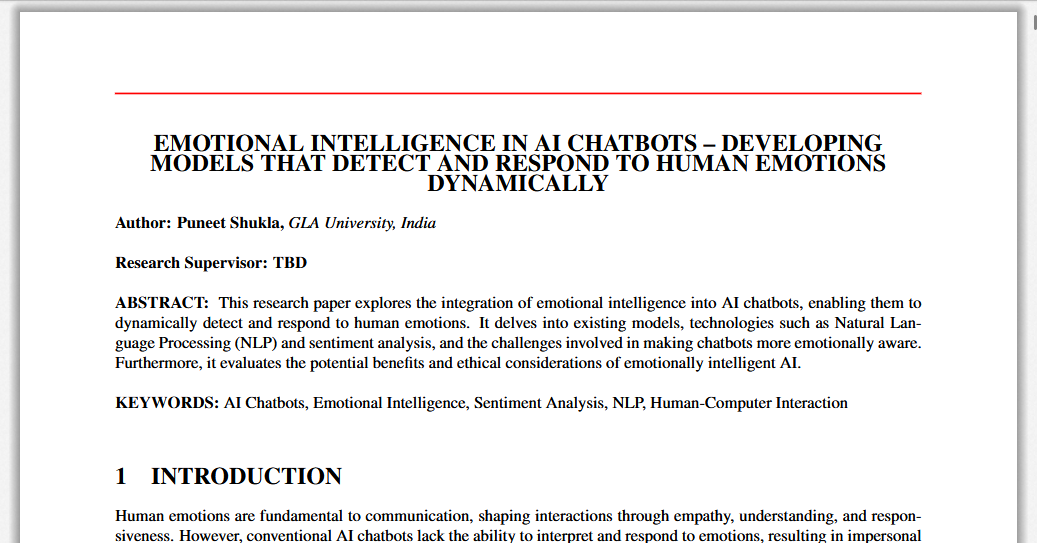 EMOTIONAL INTELLIGENCE IN AI CHATBOTS – DEVELOPING
MODELS THAT DETECT AND RESPOND TO HUMAN EMOTIONS
DYNAMICALLY
Author: Puneet Shukla, GLA University, India
Research Supervisor: TBD
ABSTRACT: This research paper explores the integration of emotional intelligence into AI chatbots, enabling them to
dynamically detect and respond to human emotions. It delves into existing models, technologies such as Natural Lan-
guage Processing (NLP) and sentiment analysis, and the challenges involved in making chatbots more emotionally aware.
Furthermore, it evaluates the potential benefits and ethical considerations of emotionally intelligent AI.
KEYWORDS: AI Chatbots, Emotional Intelligence, Sentiment Analysis, NLP, Human-Computer Interaction
1 INTRODUCTION
Human emotions are fundamental to communication, shaping interactions through empathy, understanding, and respon-
siveness. However, conventional AI chatbots lack the ability to interpret and respond to emotions, resulting in impersonal